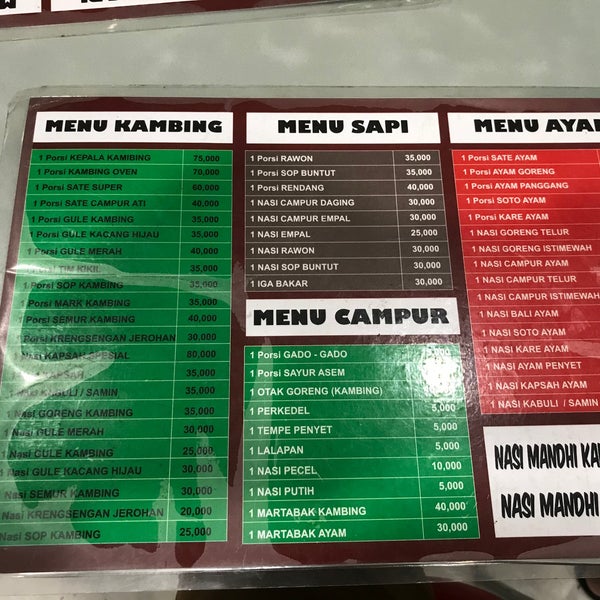 MENU KAMBING
1 Porsi KEPALA KAMIBING 75,000
1 Porsi KAMBING OVEN 70,000
1 Porsi SATE SUPER 60,000
1 Porsi SATE CAMPUR ATI 40,000
1 Porsi GULE KAMBING 35,000
1 Porsi GULE KACANG HIJAU 35,000
1 Porsi GULE MERAH 40,000
TIM KIKIL 35,000
1 Porsi SOP KAMBING 35,000
1 Porsi MARK KAMBING 35,000
1 Porsi SEMUR KAMBING 40,000
1 Porsi KRENGSENGAN JEROHAN 30,000
1 Nasi KAPSAH SPESIAL 80,000
35,000
1 Nasi KABULI / SAMIN 35,000
1 Nasi GORENG KAMBING 35,000
1 Nasi GULE MERAH 30,000
1 Nasi GULE KAMBING 25,000
1 Nasi GULE KACANG HIJAU 30,000
1 Nasi SEMUR KAMBING 30,000
1 Nasi KRENGSENGAN JEROHAN 20,000
1 Nasi SOP KAMBING 25,000
MENU SAPI
1 Porsi RAWON 35,000
1 Porsi SOP BUNTUT 35,000
1 Porsi RENDANG 40,000
1 NASI CAMPUR DAGING 30,000
1 NASI CAMPUR EMPAL 30,000
1 NASI EMPAL 25,000
1 NASI RAWON 30,000
1 NASI SOP BUNTUT 30,000
1 IGA BAKAR 30,000
MENU CAMPUR
1 Porsi GADO - GADO
1 Porsi SAYUR ASEM
1 OTAK GORENG (KAMBING)
1 PERKEDEL 5,000
1 TEMPE PENYET 5,000
1 LALAPAN 5,000
1 NASI PECEL 10,000
1 NASI PUTIH 5,000
1 MARTABAK KAMBING 40,000
1 MARTABAK AYAM 30,000
MENU AYA
1 Porsi SATE AYAM
1 Porsi AYAM GORENG
1 Porsi AYAM PANGGANG
1 Porsi SOTO AYAM
1 Porsi KARE AYAM
1 NASI GORENG TELUR
1 NASI GORENG ISTIMEWAH
1 NASI CAMPUR AYAM
1 NASI CAMPUR TELUR
1 NASI CAMPUR ISTIMEWAH
1 NASI BALI AYAM
1 NASI SOTO AYAM
1 NASI KARE AYAM
1 NASI AYAM PENYET
1 NASI KAPSAH AYAM
1 NASI KABULI / SAMIN
NASI MANDHI KA
NASI MANDHI